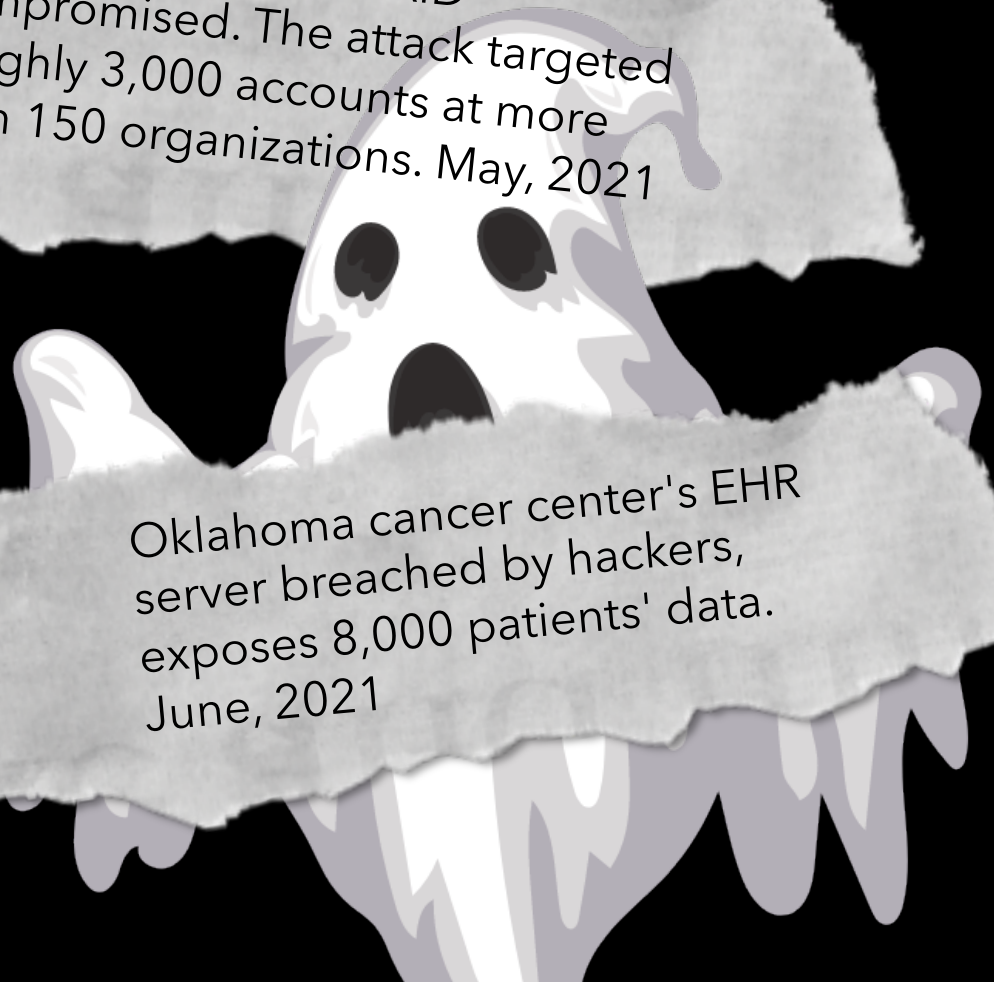 mpromised. The attack targeted
ghly 3,000 accounts at more
150 organizations. May, 2021
Oklahoma cancer center's EHR
server breached by hackers,
exposes 8,000 patients' data.
June, 2021